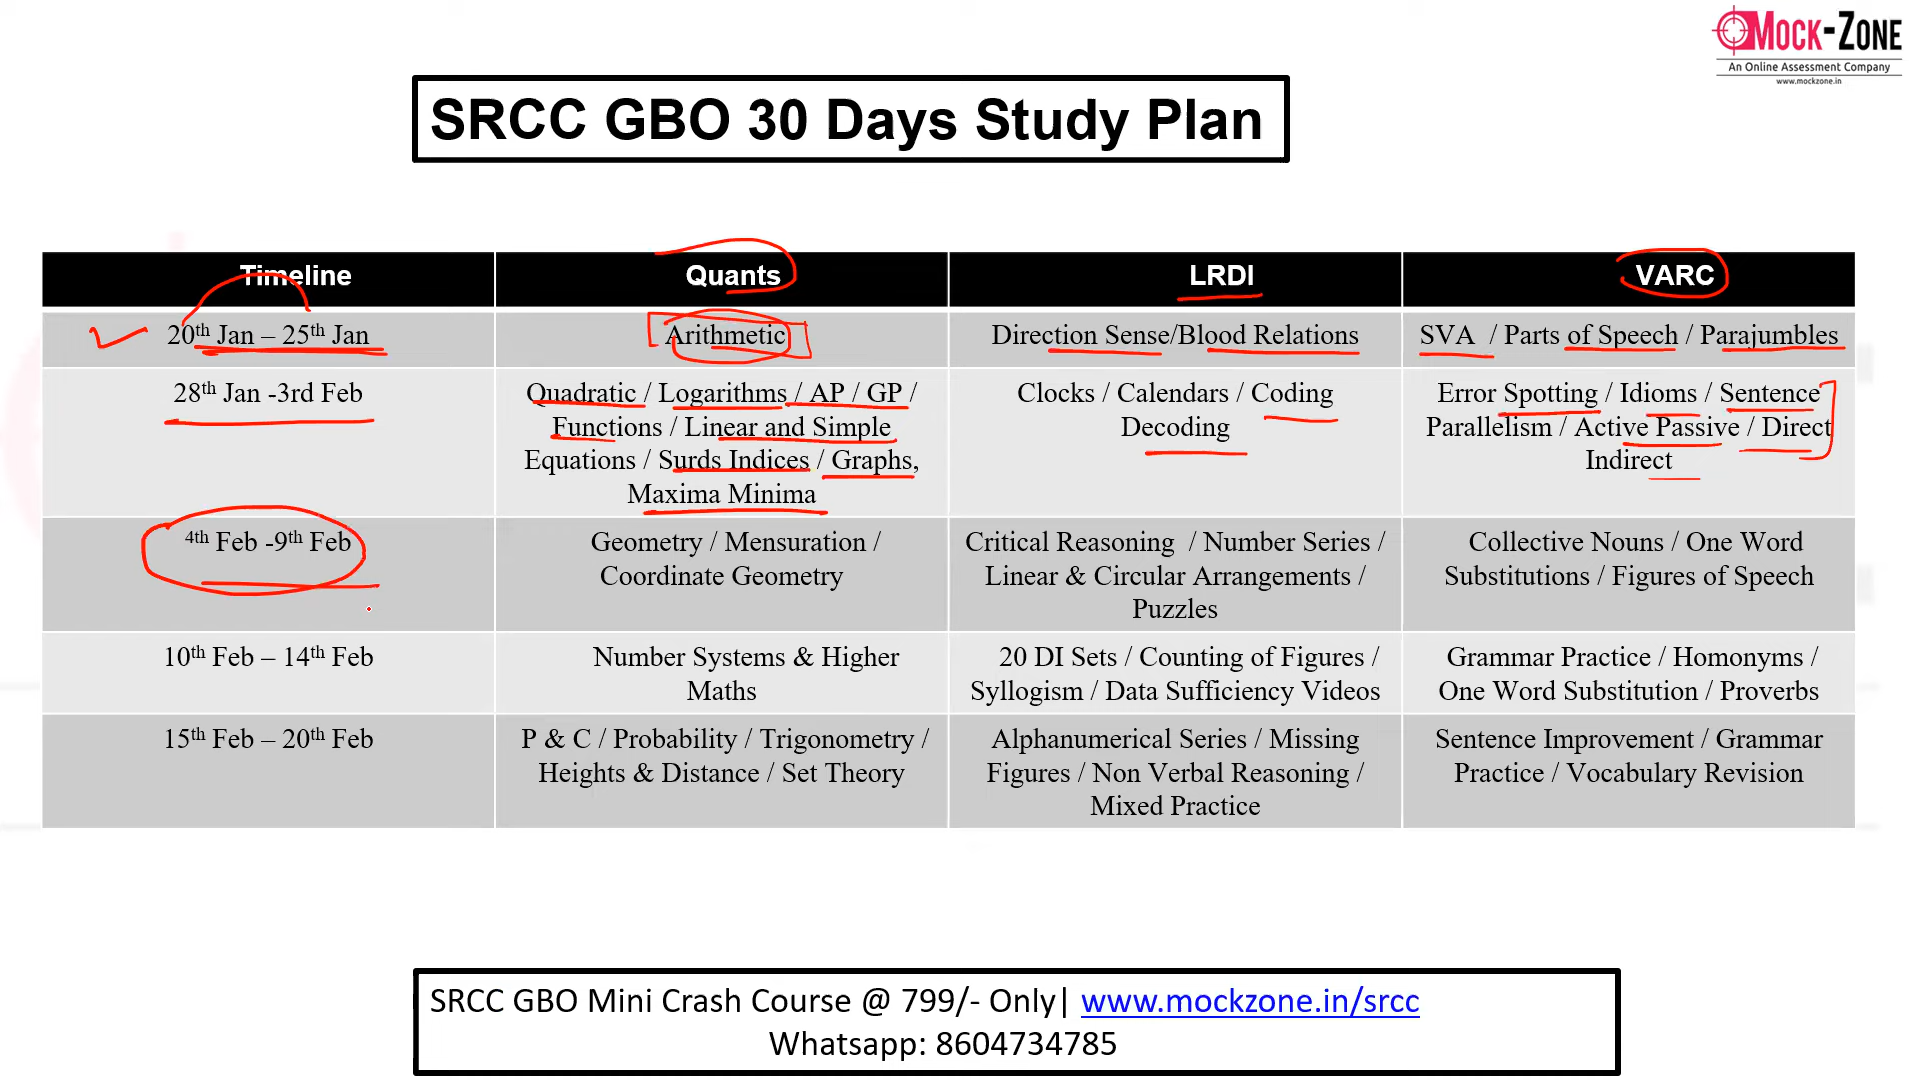 MOCK-ZONE
An Online Assessment Company
www.mockzone.in
SRCC GBO 30 Days Study Plan
Timeline
Quants
LRDI
VARC
20th Jan – 25th Jan
Arithmetic
Direction Sense/Blood Relations
SVA / Parts of Speech / Parajumbles
28th Jan -3rd Feb
Quadratic / Logarithms / AP / GP /
Functions / Linear and Simple
Equations / Surds Indices / Graphs,
Maxima Minima
Clocks / Calendars / Coding
Decoding
Error Spotting / Idioms / Sentence
Parallelism / Active Passive / Direct
Indirect
4th Feb -9th Feb
Geometry / Mensuration /
Coordinate Geometry
Critical Reasoning / Number Series /
Linear & Circular Arrangements /
Puzzles
Collective Nouns / One Word
Substitutions / Figures of Speech
10th Feb – 14th Feb
Number Systems & Higher
Maths
20 DI Sets / Counting of Figures /
Syllogism / Data Sufficiency Videos
Grammar Practice / Homonyms /
One Word Substitution / Proverbs
15th Feb – 20th Feb
P & C / Probability / Trigonometry /
Heights & Distance / Set Theory
Alphanumerical Series / Missing
Figures / Non Verbal Reasoning /
Mixed Practice
Sentence Improvement / Grammar
Practice / Vocabulary Revision
SRCC GBO Mini Crash Course @ 799/- Only| www.mockzone.in/srcc
Whatsapp: 8604734785